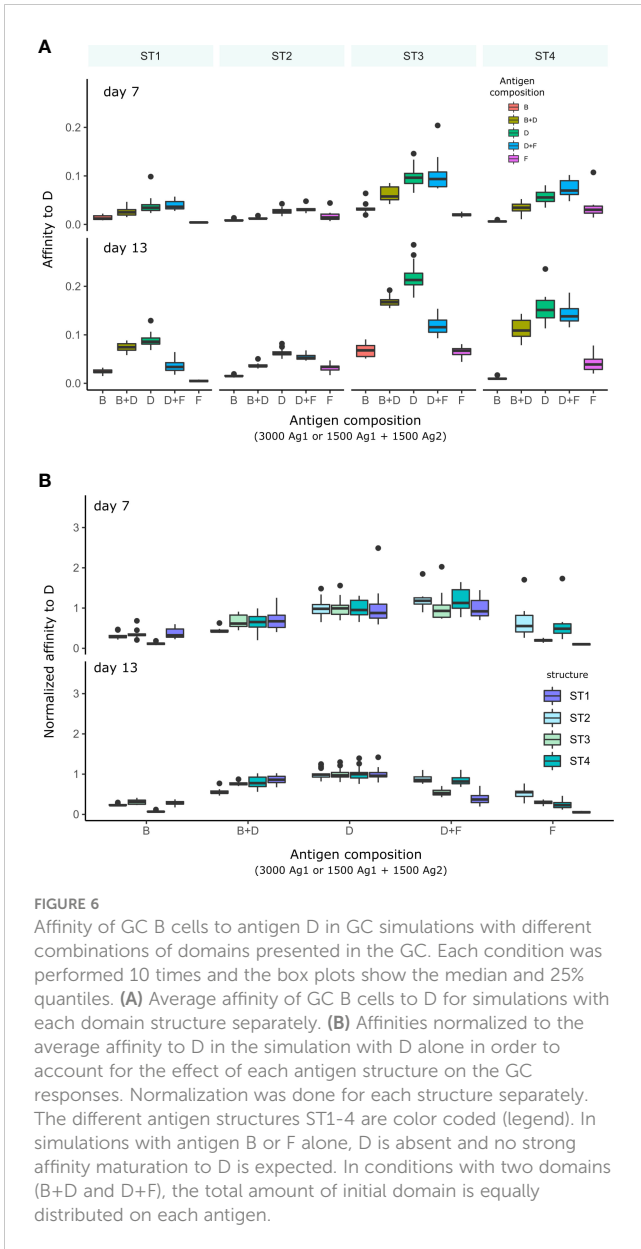 A
ST1 ST2 ST3 ST4
day 7
Antigen
composition
B
B+D
D
D+F
F
0.2
0.1
0.0
Affinity to D
day 13
0.2
0.1
0.0
B B+D D D+F F B B+D D D+F F B B+D D D+F F B B+D D D+F F
Antigen composition
(3000 Ag1 or 1500 Ag1 + 1500 Ag2)
B
day 7
3
2
1
0
Normalized affinity to D
day 13
3
2
1
0
structure
ST1
ST2
ST3
ST4
B B+D D D+F F
Antigen composition
(3000 Ag1 or 1500 Ag1 + 1500 Ag2)
FIGURE 6
Affinity of GC B cells to antigen D in GC simulations with different
combinations of domains presented in the GC. Each condition was
performed 10 times and the box plots show the median and 25%
quantiles. (A) Average affinity of GC B cells to D for simulations with
each domain structure separately. (B) Affinities normalized to the
average affinity to D in the simulation with D alone in order to
account for the effect of each antigen structure on the GC
responses. Normalization was done for each structure separately.
The different antigen structures ST1-4 are color coded (legend). In
simulations with antigen B or F alone, D is absent and no strong
affinity maturation to D is expected. In conditions with two domains
(B+D and D+F), the total amount of initial domain is equally
distributed on each antigen.